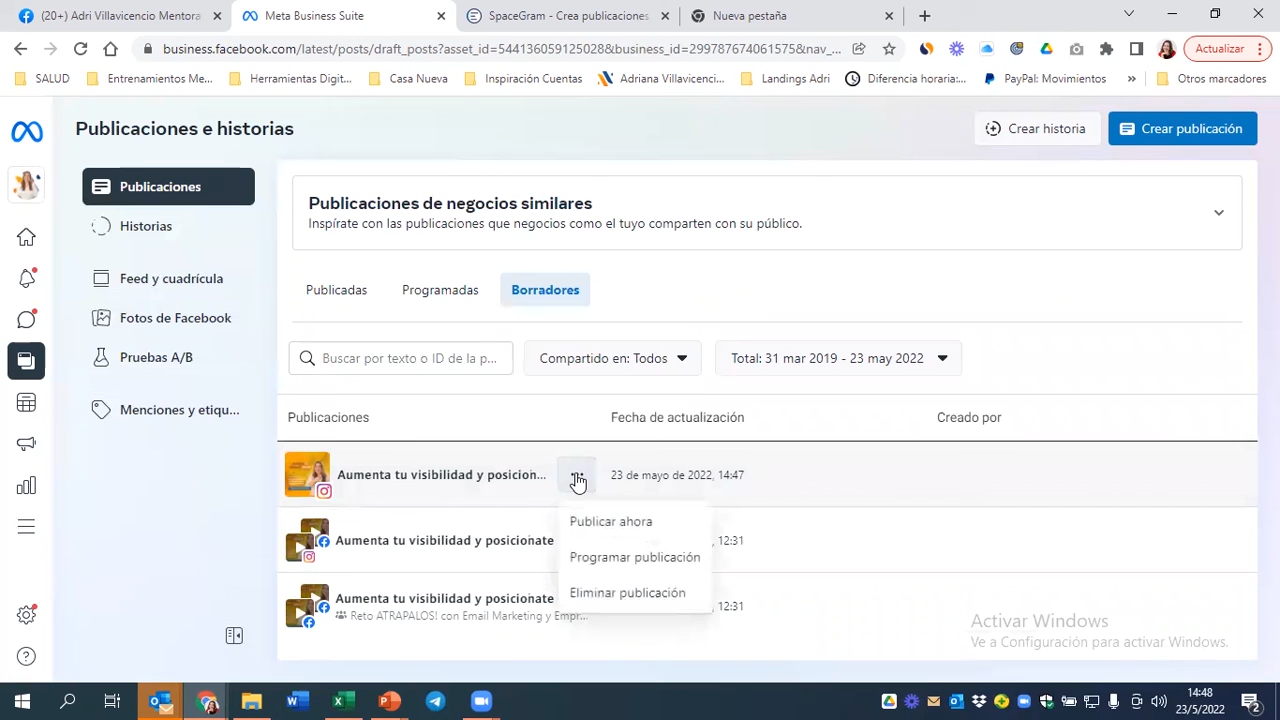 (20+) Adri Villavicencio Mentora
Meta Business Suite
SpaceGram - Crea publicaciones
Nueva pestaña
business.facebook.com/latest/posts/draft_posts?asset_id=544136059125028&business_id=299787674061575&nav_...
Actualizar
SALUD
Entrenamientos Me...
Herramientas Digit...
Casa Nueva
Inspiración Cuentas
Adriana Villavicenci...
Landings Adri
Diferencia horaria:...
PayPal: Movimientos
»
Otros marcadores
Publicaciones e historias
Crear historia
Crear publicación
Publicaciones
Historias
Feed y cuadrícula
Fotos de Facebook
Pruebas A/B
Menciones y etiqu...
Publicaciones de negocios similares
Inspírate con las publicaciones que negocios como el tuyo comparten con su público.
Publicadas
Programadas
Borradores
Buscar por texto o ID de la p...
Compartido en: Todos
Total: 31 mar 2019 - 23 may 2022
Publicaciones
Fecha de actualización
Creado por
Aumenta tu visibilidad y posicion...
23 de mayo de 2022, 14:47
Publicar ahora
Programar publicación
Eliminar publicación
Aumenta tu visibilidad y posicionate
, 12:31
Aumenta tu visibilidad y posicionate
Reto ATRAPALOS! con Email Marketing y Empr...
, 12:31
Activar Windows
Ve a Configuración para activar Windows.
14:48
23/5/2022
2